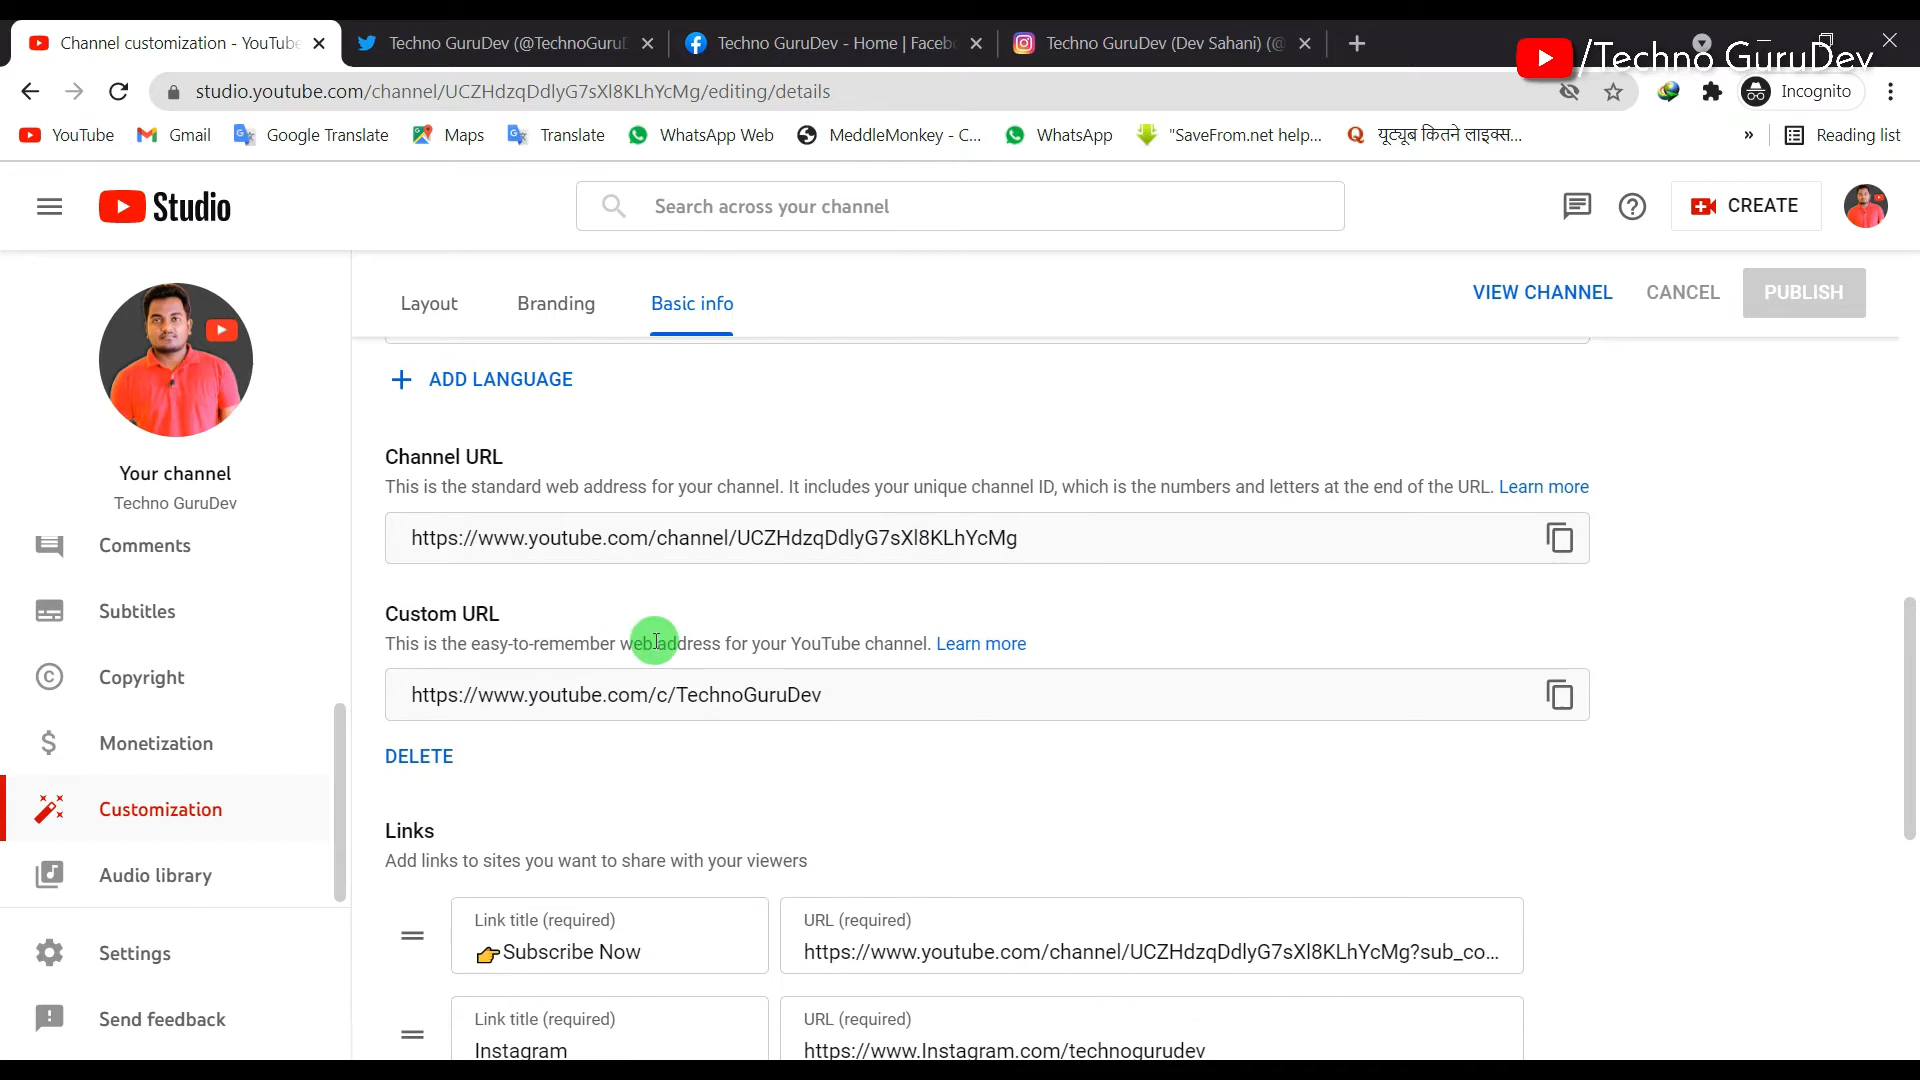 Channel customization - YouTube
Techno GuruDev (@TechnoGuruD
Techno GuruDev - Home | Faceb
Techno GuruDev (Dev Sahani) (@
/Techno GuruDev
studio.youtube.com/channel/UCZHdzqDdlyG7sXl8KLhYcMg/editing/details
Incognito
YouTube
Gmail
Google Translate
Maps
Translate
WhatsApp Web
MeddleMonkey - C...
WhatsApp
"SaveFrom.net help...
यूट्यूब कितने लाइक्स...
»
Reading list
Studio
Search across your channel
CREATE
Your channel
Techno GuruDev
Comments
Subtitles
Copyright
Monetization
Customization
Audio library
Settings
Send feedback
Layout
Branding
Basic info
VIEW CHANNEL
CANCEL
PUBLISH
+ ADD LANGUAGE
Channel URL
This is the standard web address for your channel. It includes your unique channel ID, which is the numbers and letters at the end of the URL. Learn more
https://www.youtube.com/channel/UCZHdzqDdlyG7sXl8KLhYcMg
Custom URL
This is the easy-to-remember web address for your YouTube channel. Learn more
https://www.youtube.com/c/TechnoGuruDev
DELETE
Links
Add links to sites you want to share with your viewers
Link title (required)
👉Subscribe Now
URL (required)
https://www.youtube.com/channel/UCZHdzqDdlyG7sXl8KLhYcMg?sub_co...
Link title (required)
Instagram
URL (required)
https://www.Instagram.com/technogurudev